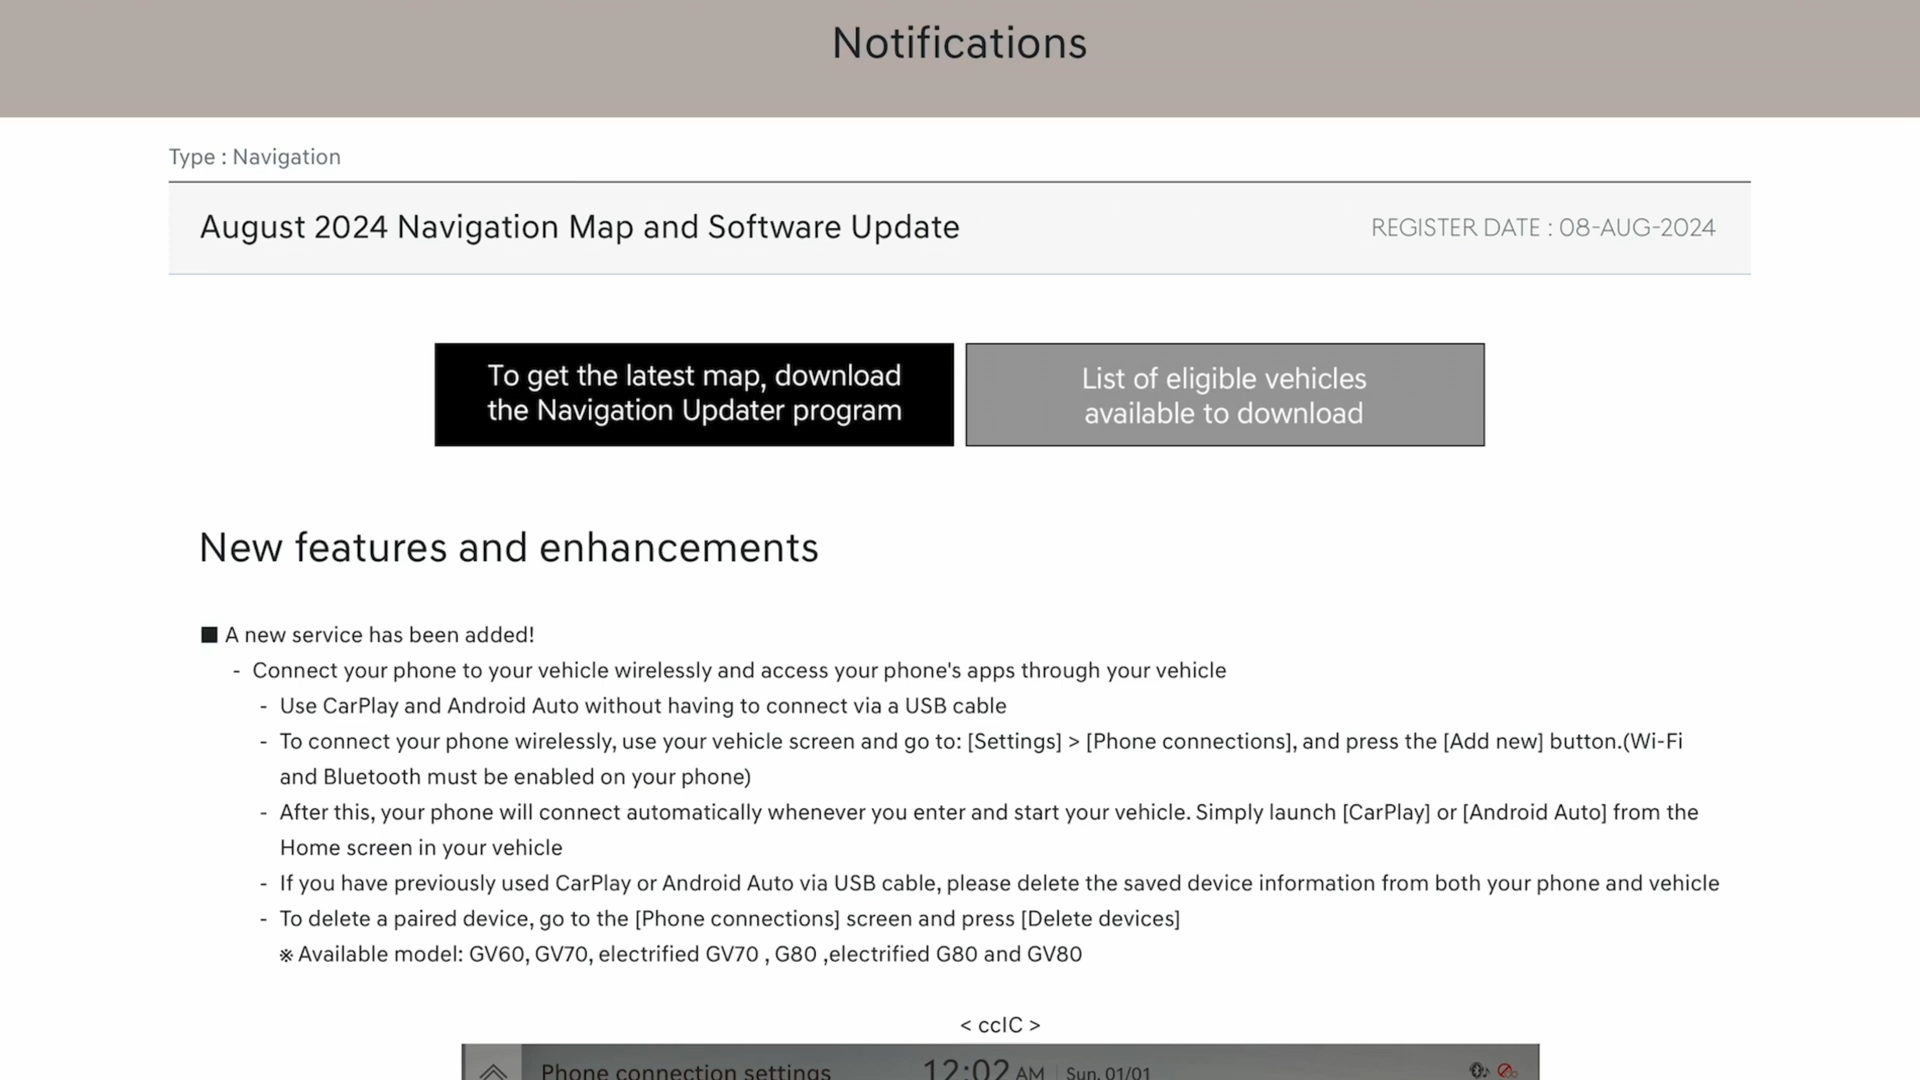 Notifications
Type : Navigation
August 2024 Navigation Map and Software Update
REGISTER DATE : 08-AUG-2024
To get the latest map, download
the Navigation Updater program
List of eligible vehicles
available to download
New features and enhancements
■ A new service has been added!
- Connect your phone to your vehicle wirelessly and access your phone's apps through your vehicle
- Use CarPlay and Android Auto without having to connect via a USB cable
- To connect your phone wirelessly, use your vehicle screen and go to: [Settings] > [Phone connections], and press the [Add new] button.(Wi-Fi
and Bluetooth must be enabled on your phone)
- After this, your phone will connect automatically whenever you enter and start your vehicle. Simply launch [CarPlay] or [Android Auto] from the
Home screen in your vehicle
- If you have previously used CarPlay or Android Auto via USB cable, please delete the saved device information from both your phone and vehicle
- To delete a paired device, go to the [Phone connections] screen and press [Delete devices]
※ Available model: GV60, GV70, electrified GV70 , G80 ,electrified G80 and GV80
< ccIC >
Phone connection settings
12:02 AM
Sun. 01/01